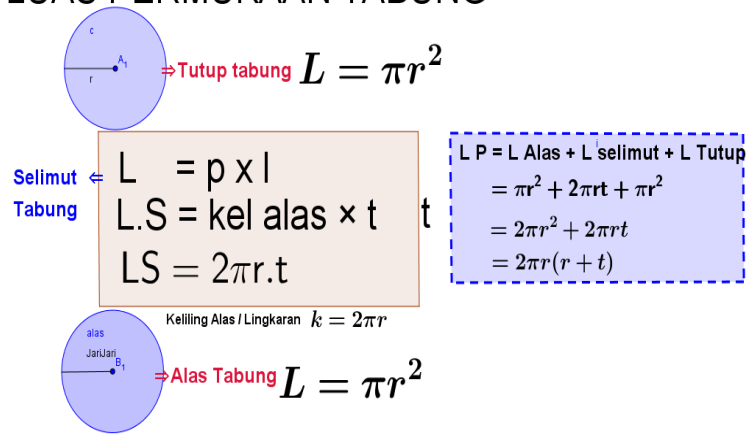 LUAS PERMUKAAN TABUNG
c
A₁
r
⇒Tutup tabung L = πr²
Selimut ⇐
Tabung
L = p x l
L.S = kel alas × t
LS = 2πr.t
t
L P = L Alas + L selimut + L Tutup
= πr² + 2πrt + πr²
= 2πr² + 2πrt
= 2πr(r + t)
Keliling Alas / Lingkaran k = 2πr
alas
JariJari
B₁
⇒Alas Tabung L = πr²